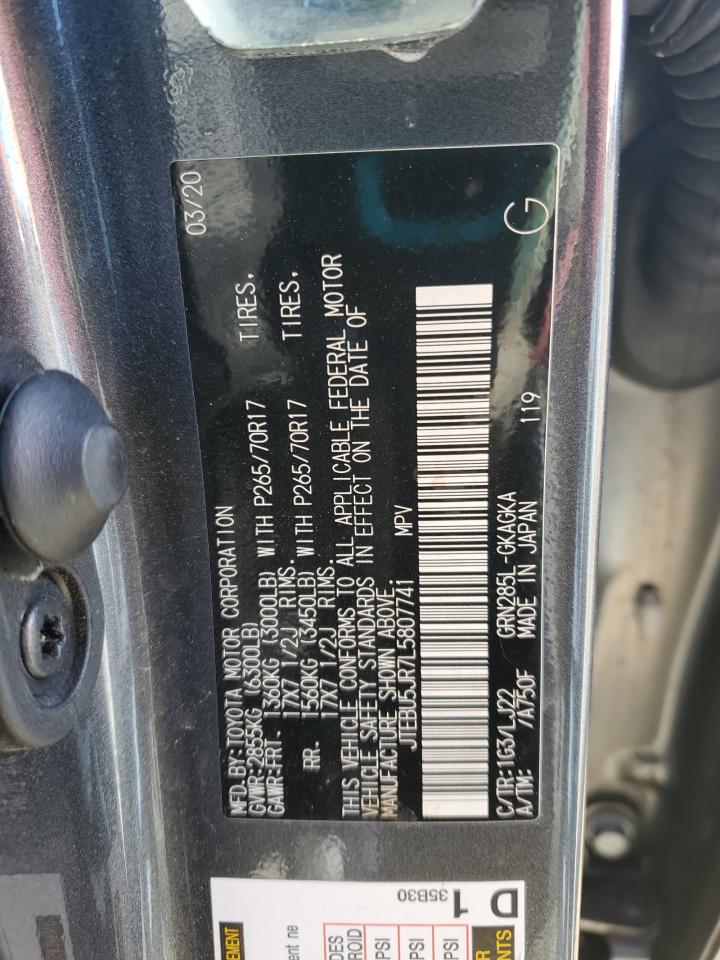 MFD. BY: TOYOTA MOTOR CORPORATION 03/20
GVWR: 2855KG (6300LB)
GAWR: FRT. 1360KG (3000LB) WITH P265/70R17 TIRES,
17X7 1/2J RIMS.
RR. 1560KG (3450LB) WITH P265/70R17 TIRES,
17X7 1/2J RIMS.
THIS VEHICLE CONFORMS TO ALL APPLICABLE FEDERAL MOTOR
VEHICLE SAFETY STANDARDS IN EFFECT ON THE DATE OF
MANUFACTURE SHOWN ABOVE.
JTEBU5JR7L5807741 MPV
C/TR: 1G3/LJ22 GRN285L-GKAGKA
A/TM: /A750F MADE IN JAPAN 119 G
D 1
35B30
PSI
PSI
PSI